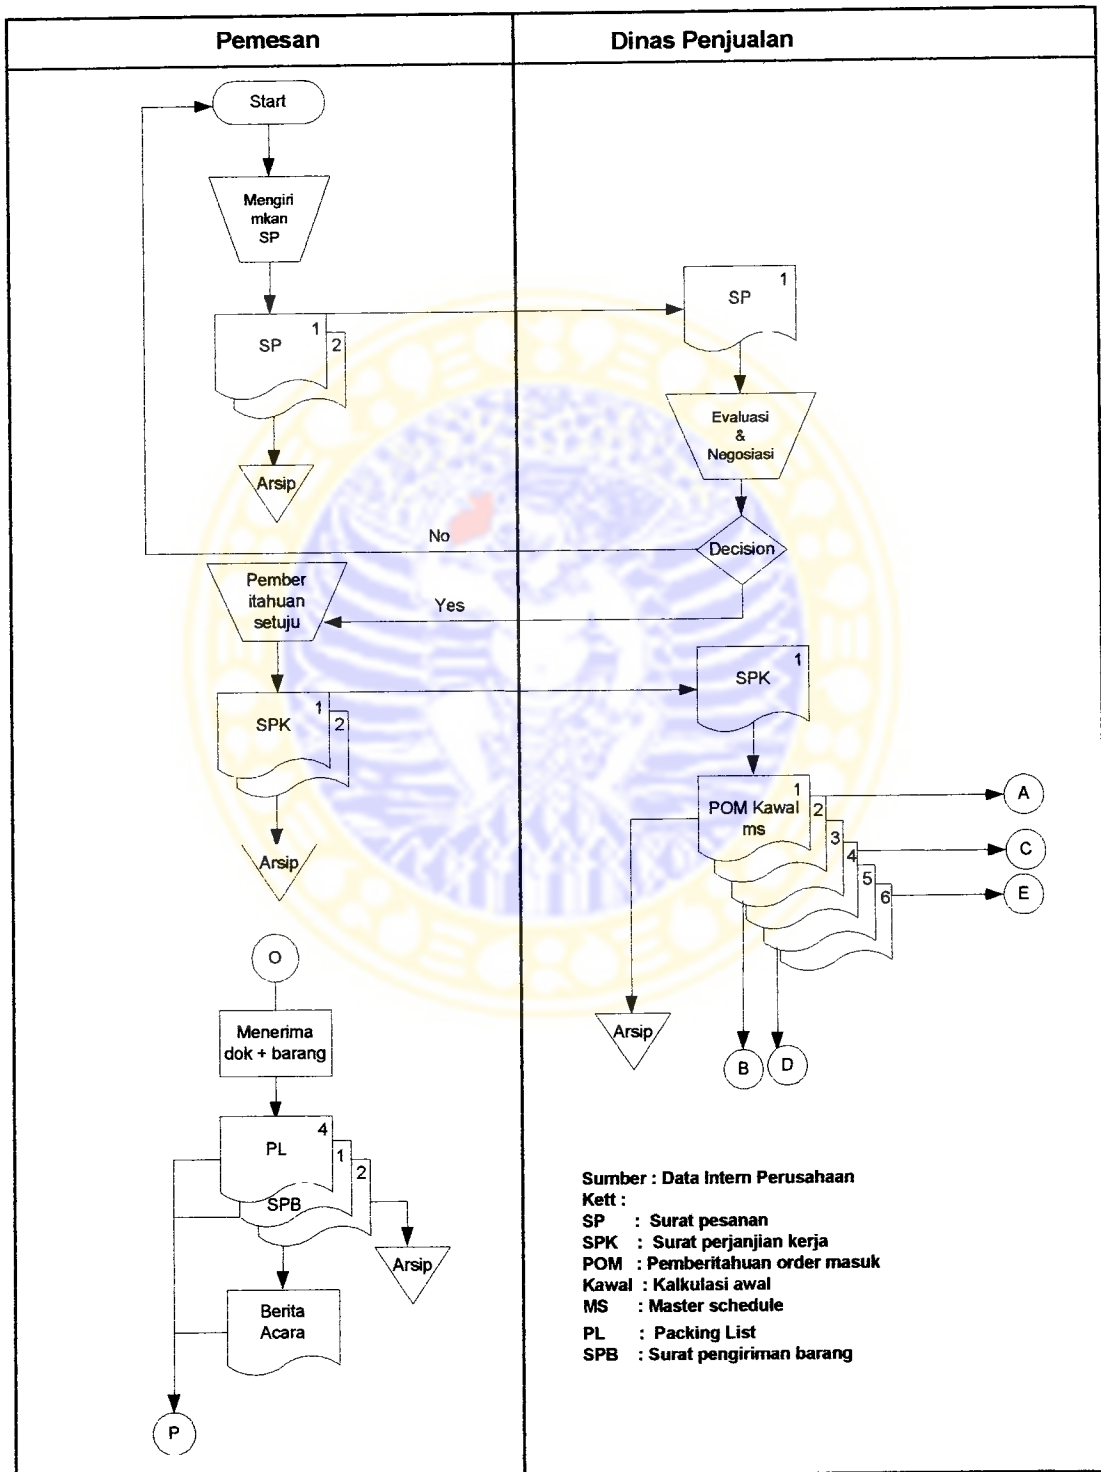 Pemesan
Dinas Penjualan
Start
Mengiri
mkan
SP
1
SP
2
Arsip
1
SP
Evaluasi
&
Negosiasi
Decision
No
Yes
Pember
itahuan
setuju
1
SPK
2
Arsip
1
SPK
1
POM Kawal
ms
2
3
4
5
6
A
C
E
Arsip
B
D
O
Menerima
dok + barang
4
PL
1
2
SPB
Arsip
Berita
Acara
P
Sumber : Data Intern Perusahaan
Kett :
SP : Surat pesanan
SPK : Surat perjanjian kerja
POM : Pemberitahuan order masuk
Kawal : Kalkulasi awal
MS : Master schedule
PL : Packing List
SPB : Surat pengiriman barang